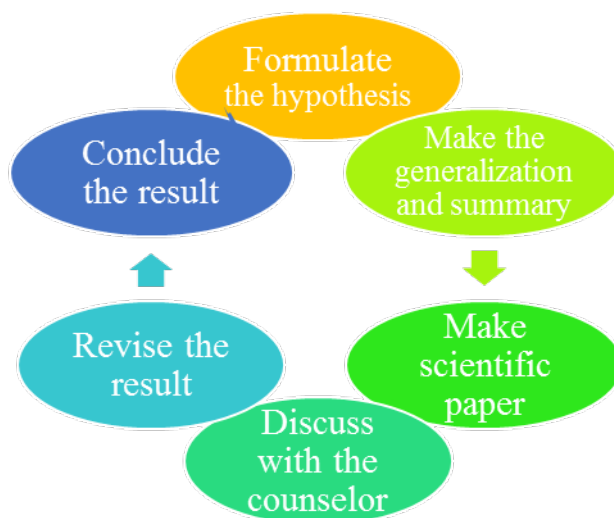 Formulate
the hypothesis
Make the
generalization
and summary
Make
scientific
paper
Discuss
with the
counselor
Revise the
result
Conclude
the result